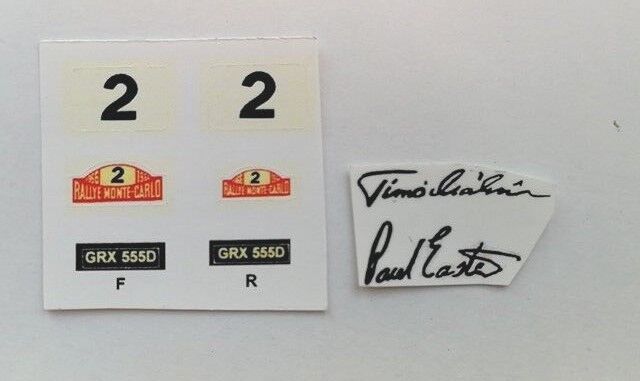 2 2
2 2
RALLYE MONTE-CARLO RALLYE MONTE-CARLO
GRX 555D GRX 555D
F R
Timo Mäkinen
Paul Easter